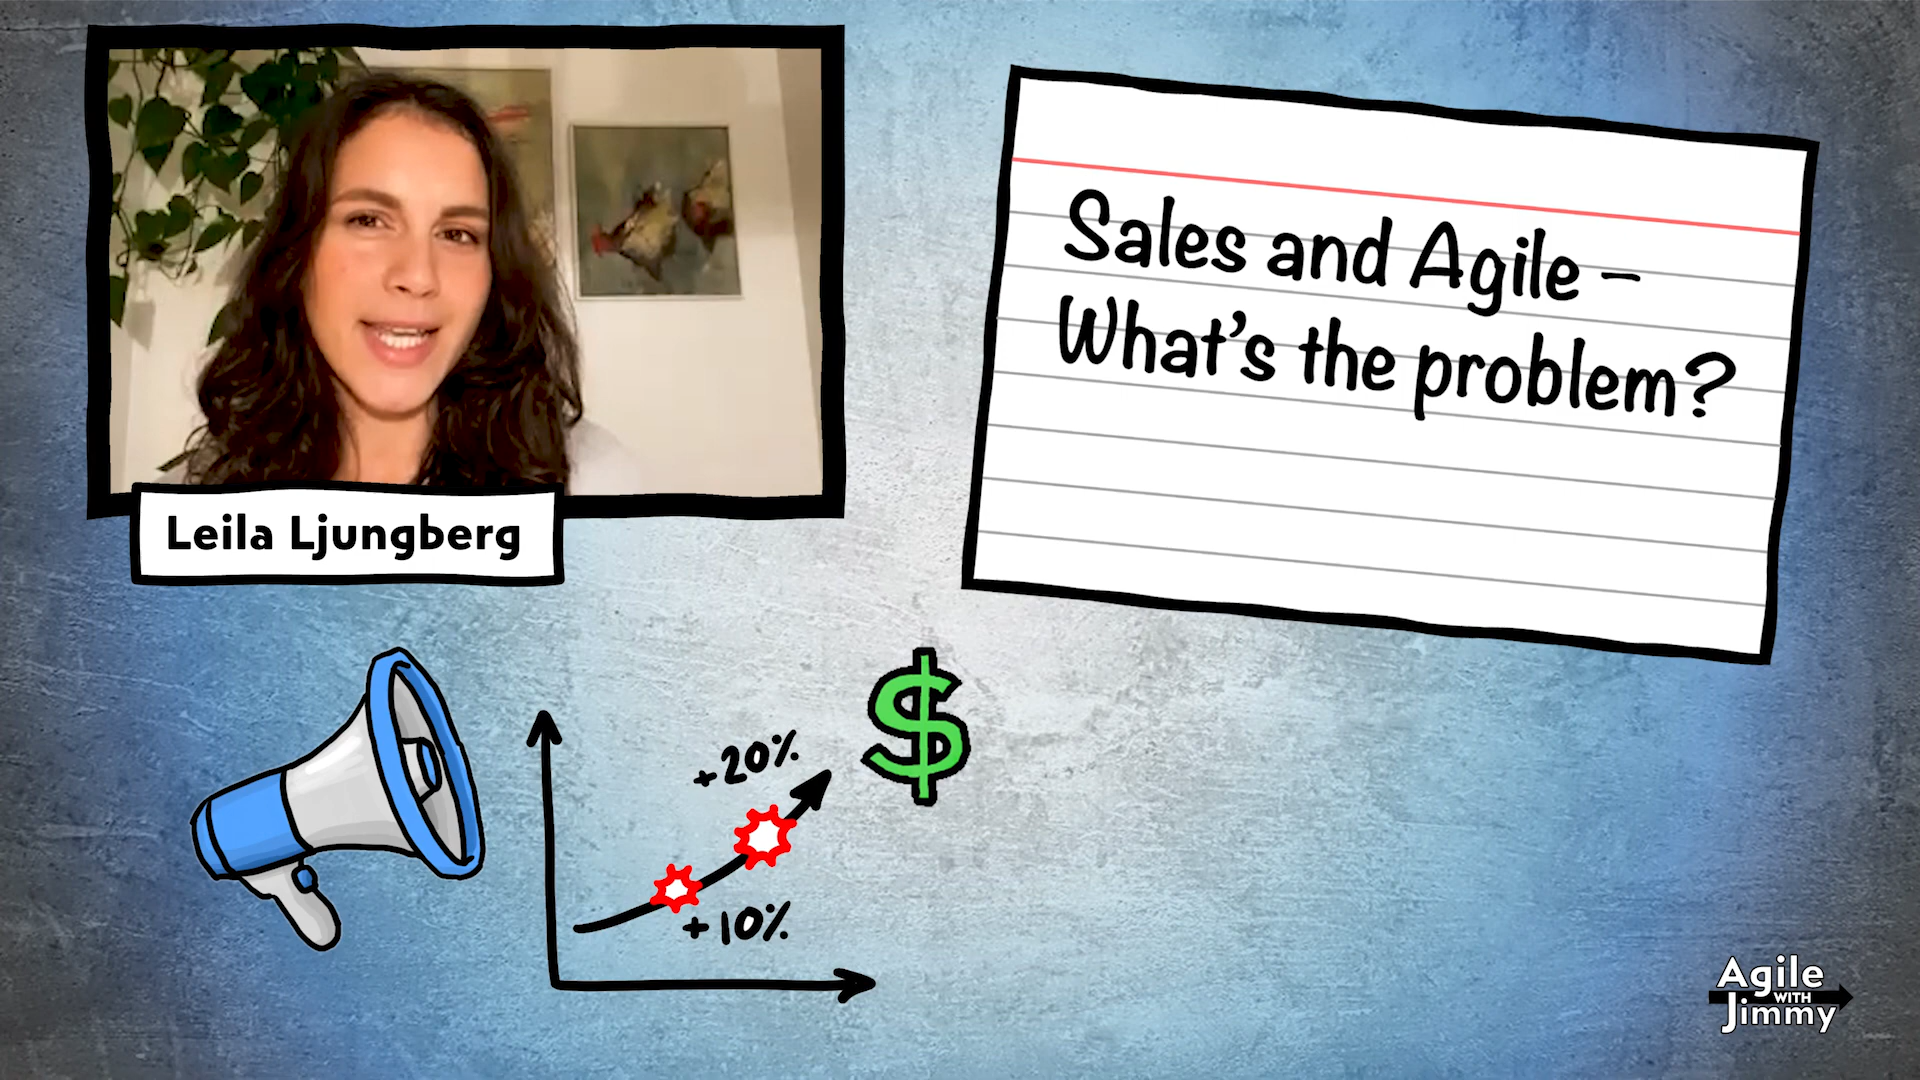 Leila Ljungberg
Sales and Agile –
What's the problem?
+20%
$
+10%
Agile
WITH
Jimmy